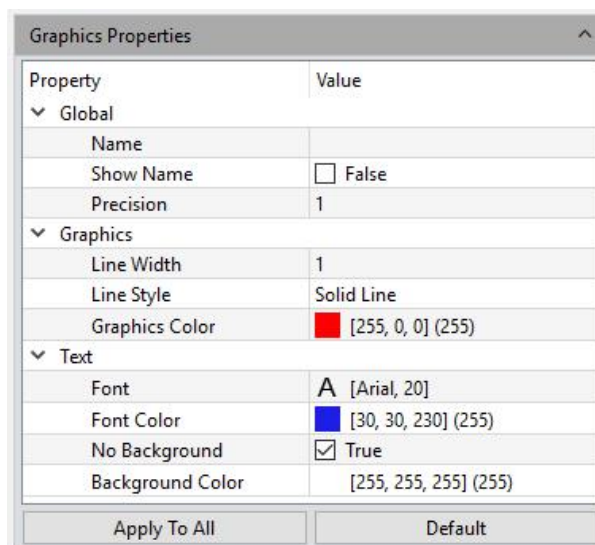 Graphics Properties
Property Value
Global
Name
Show Name False
Precision 1
Graphics
Line Width 1
Line Style Solid Line
Graphics Color [255, 0, 0] (255)
Text
Font A [Arial, 20]
Font Color [30, 30, 230] (255)
No Background True
Background Color [255, 255, 255] (255)
Apply To All Default